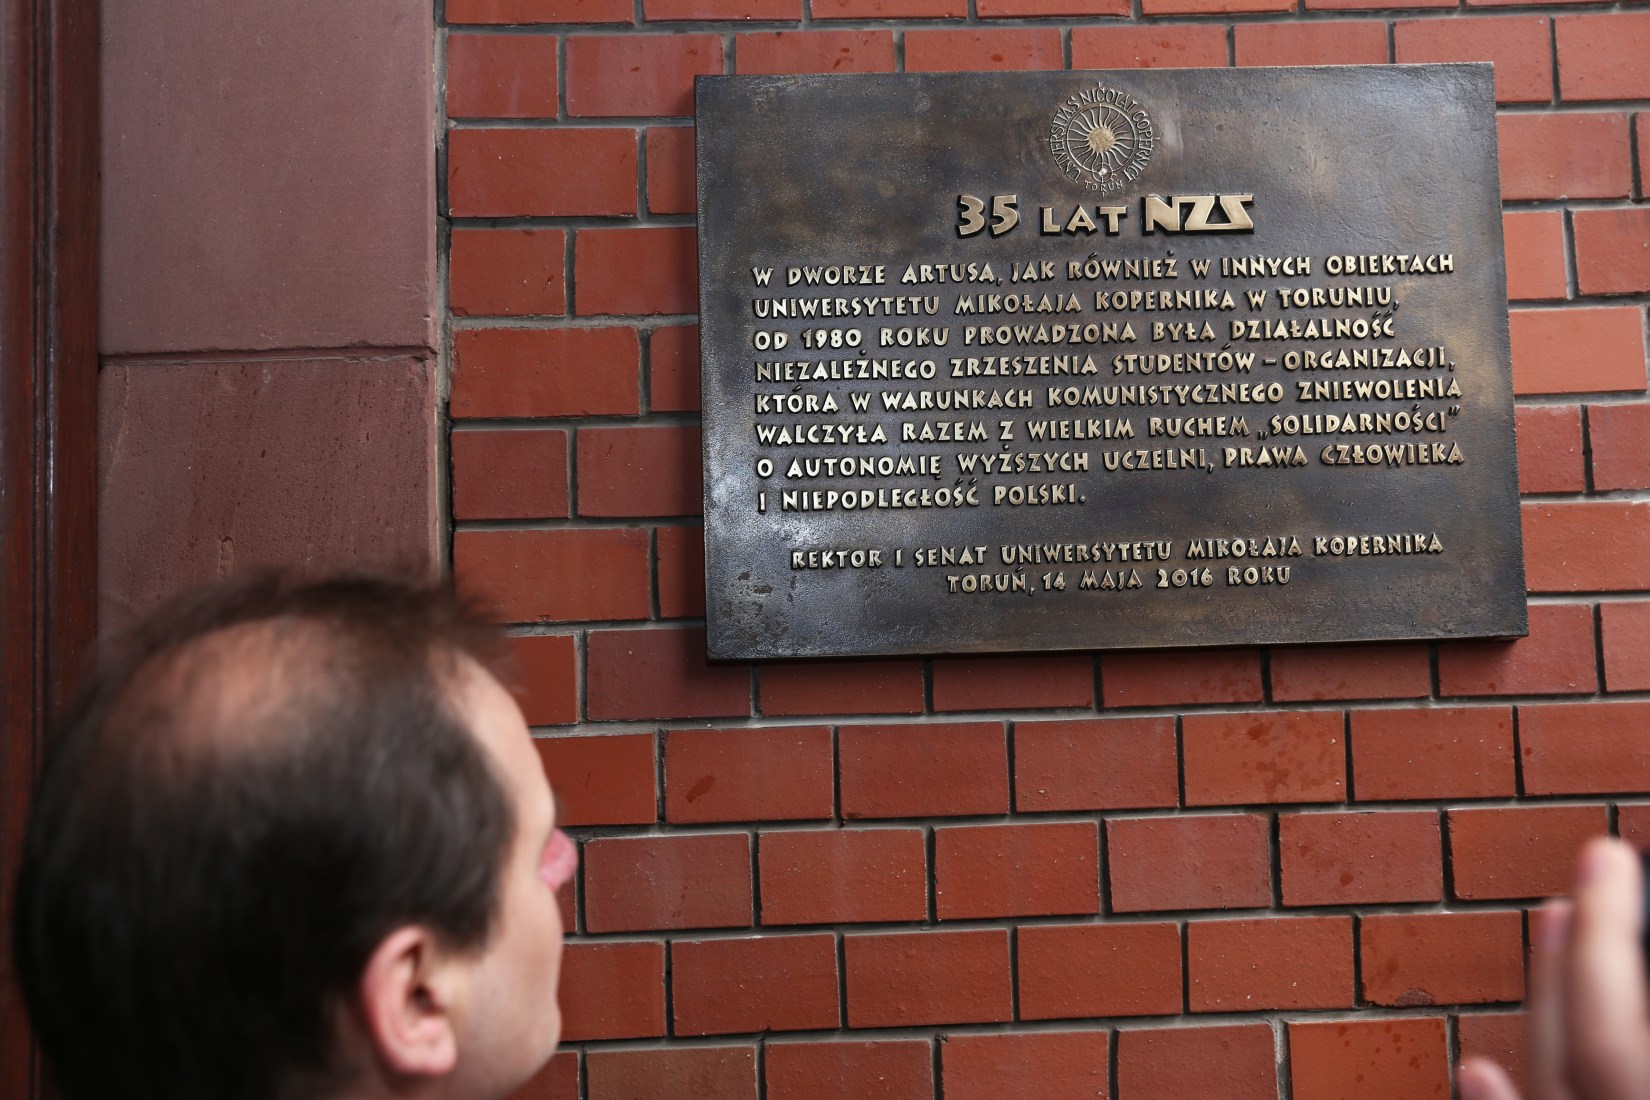 UNIVERSITAS NICOLAI COPERNICI
TORUŃ
35 LAT NZS
W DWORZE ARTUSA, JAK RÓWNIEŻ W INNYCH OBIEKTACH
UNIWERSYTETU MIKOŁAJA KOPERNIKA W TORUNIU,
OD 1980 ROKU PROWADZONA BYŁA DZIAŁALNOŚĆ
NIEZALEŻNEGO ZRZESZENIA STUDENTÓW – ORGANIZACJI,
KTÓRA W WARUNKACH KOMUNISTYCZNEGO ZNIEWOLENIA
WALCZYŁA RAZEM Z WIELKIM RUCHEM „SOLIDARNOŚCI”
O AUTONOMIĘ WYŻSZYCH UCZELNI, PRAWA CZŁOWIEKA
I NIEPODLEGŁOŚĆ POLSKI.
REKTOR I SENAT UNIWERSYTETU MIKOŁAJA KOPERNIKA
TORUŃ, 14 MAJA 2016 ROKU